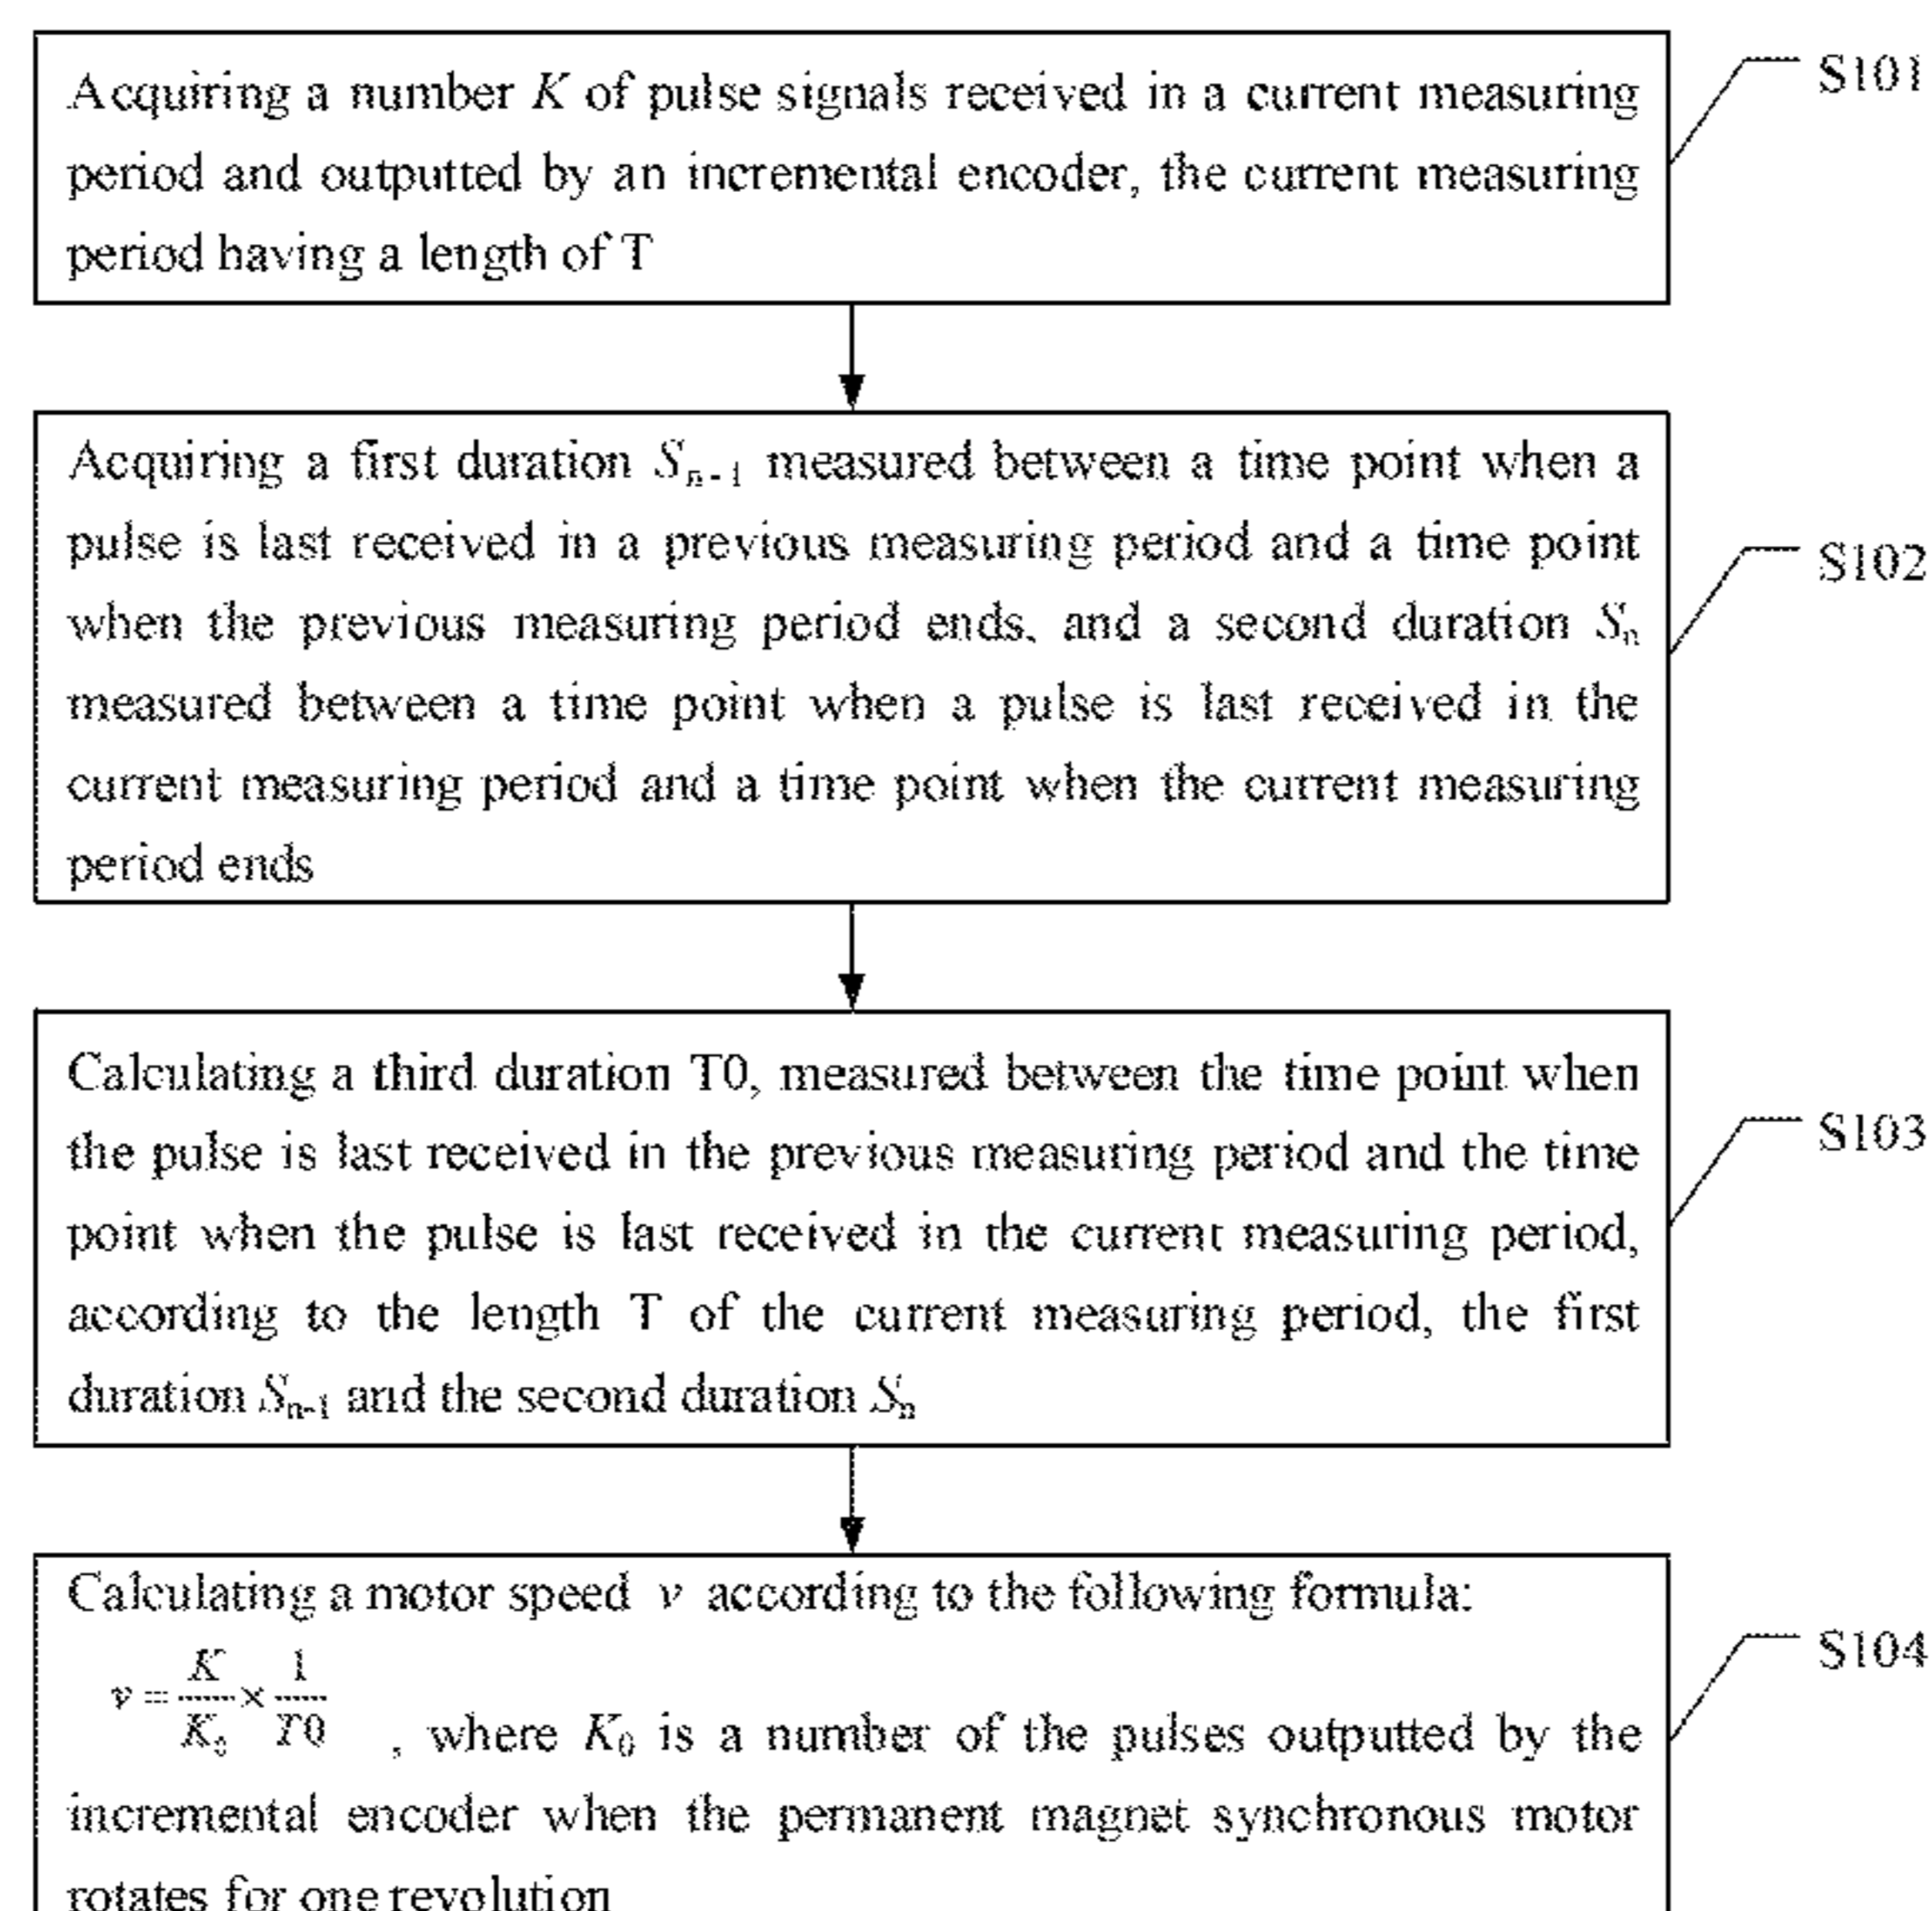 Acquiring a number K of pulse signals received in a current measuring
period and outputted by an incremental encoder, the current measuring
period having a length of T
S101
Acquiring a first duration Sn-1 measured between a time point when a
pulse is last received in a previous measuring period and a time point
when the previous measuring period ends, and a second duration Sn
measured between a time point when a pulse is last received in the
current measuring period and a time point when the current measuring
period ends
S102
Calculating a third duration T0, measured between the time point when
the pulse is last received in the previous measuring period and the time
point when the pulse is last received in the current measuring period,
according to the length T of the current measuring period, the first
duration Sn-1 and the second duration Sn
S103
Calculating a motor speed v according to the following formula:
v = K/K0 × 1/T0 , where K0 is a number of the pulses outputted by the
incremental encoder when the permanent magnet synchronous motor
rotates for one revolution
S104